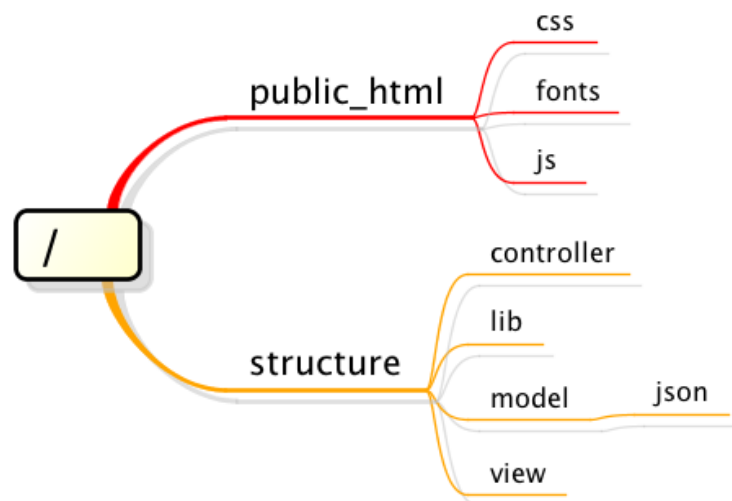 /
public_html
css
fonts
js
structure
controller
lib
model
json
view